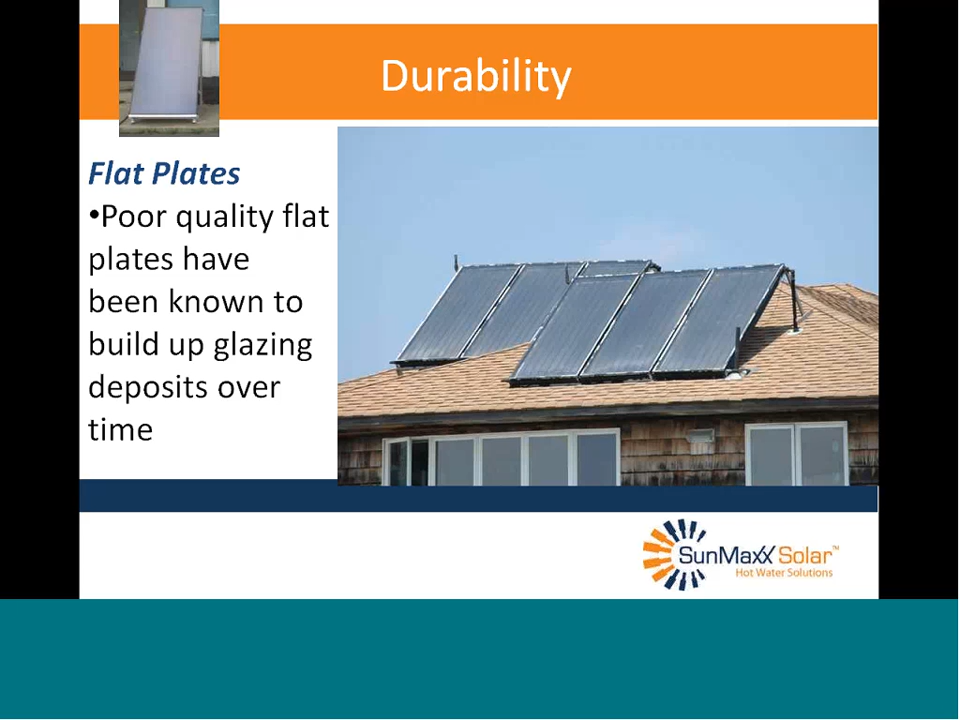 Durability
Flat Plates
•Poor quality flat
plates have
been known to
build up glazing
deposits over
time
SunMaxx Solar™
Hot Water Solutions